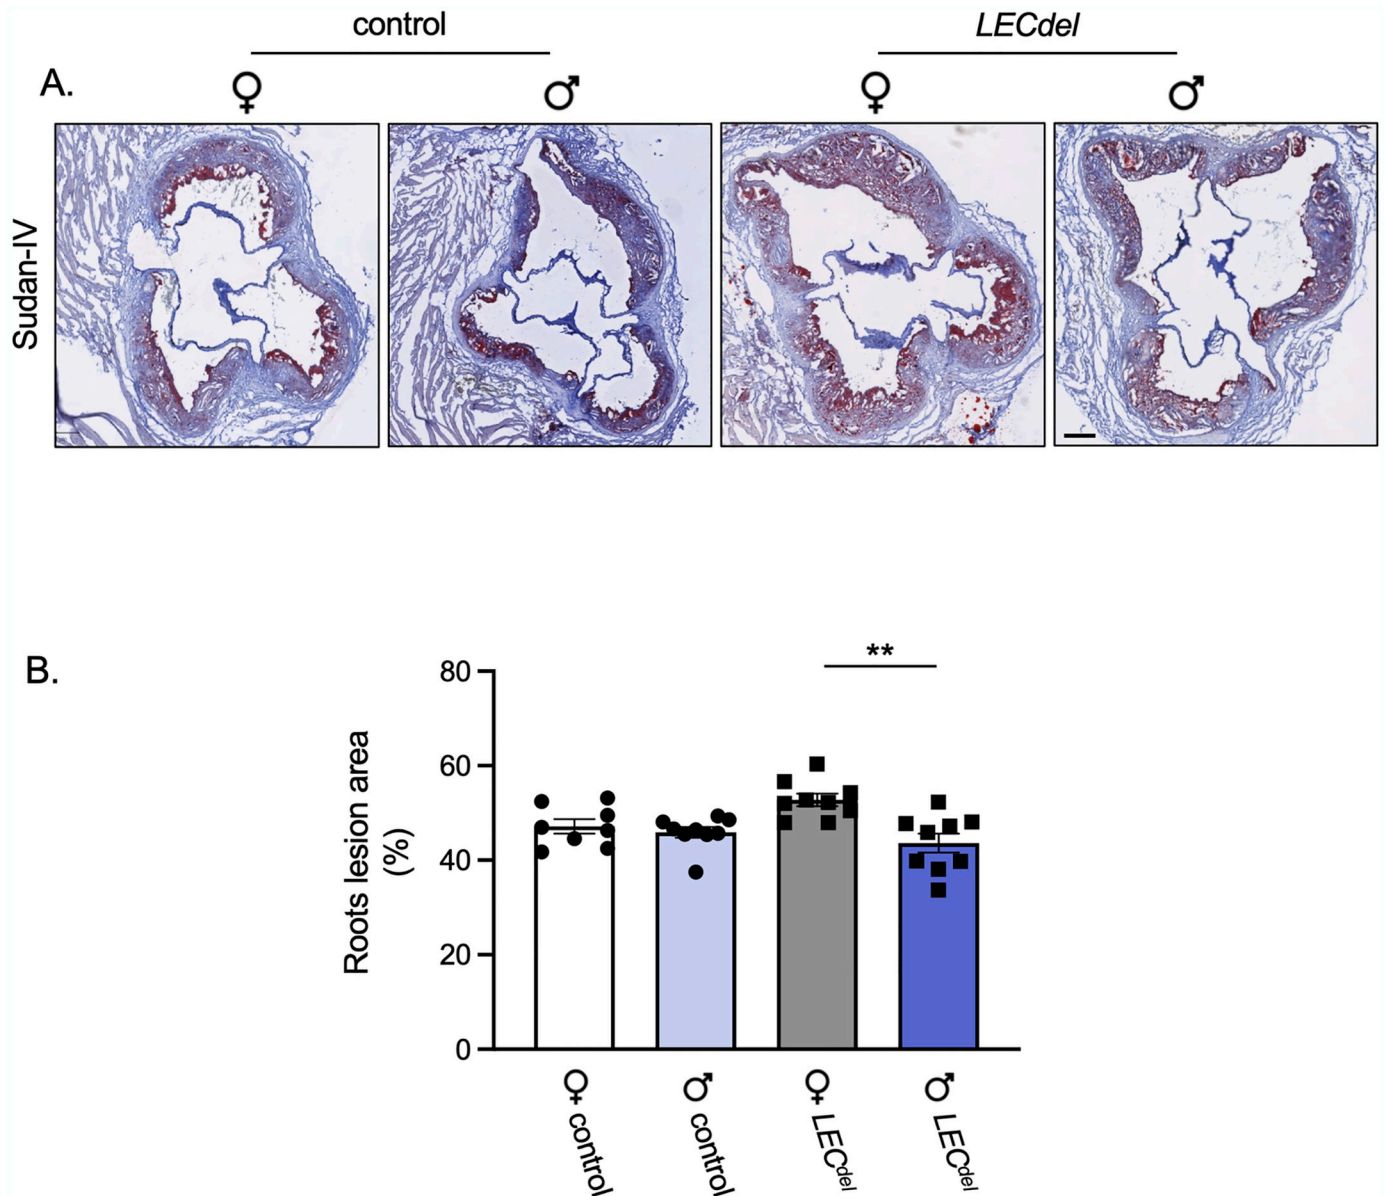 control LECdel
A. ♀ ♂ ♀ ♂
Sudan-IV
B.
**
Roots lesion area
(%)
80
60
40
20
0
♀ control
♂ control
♀ LECdel
♂ LECdel